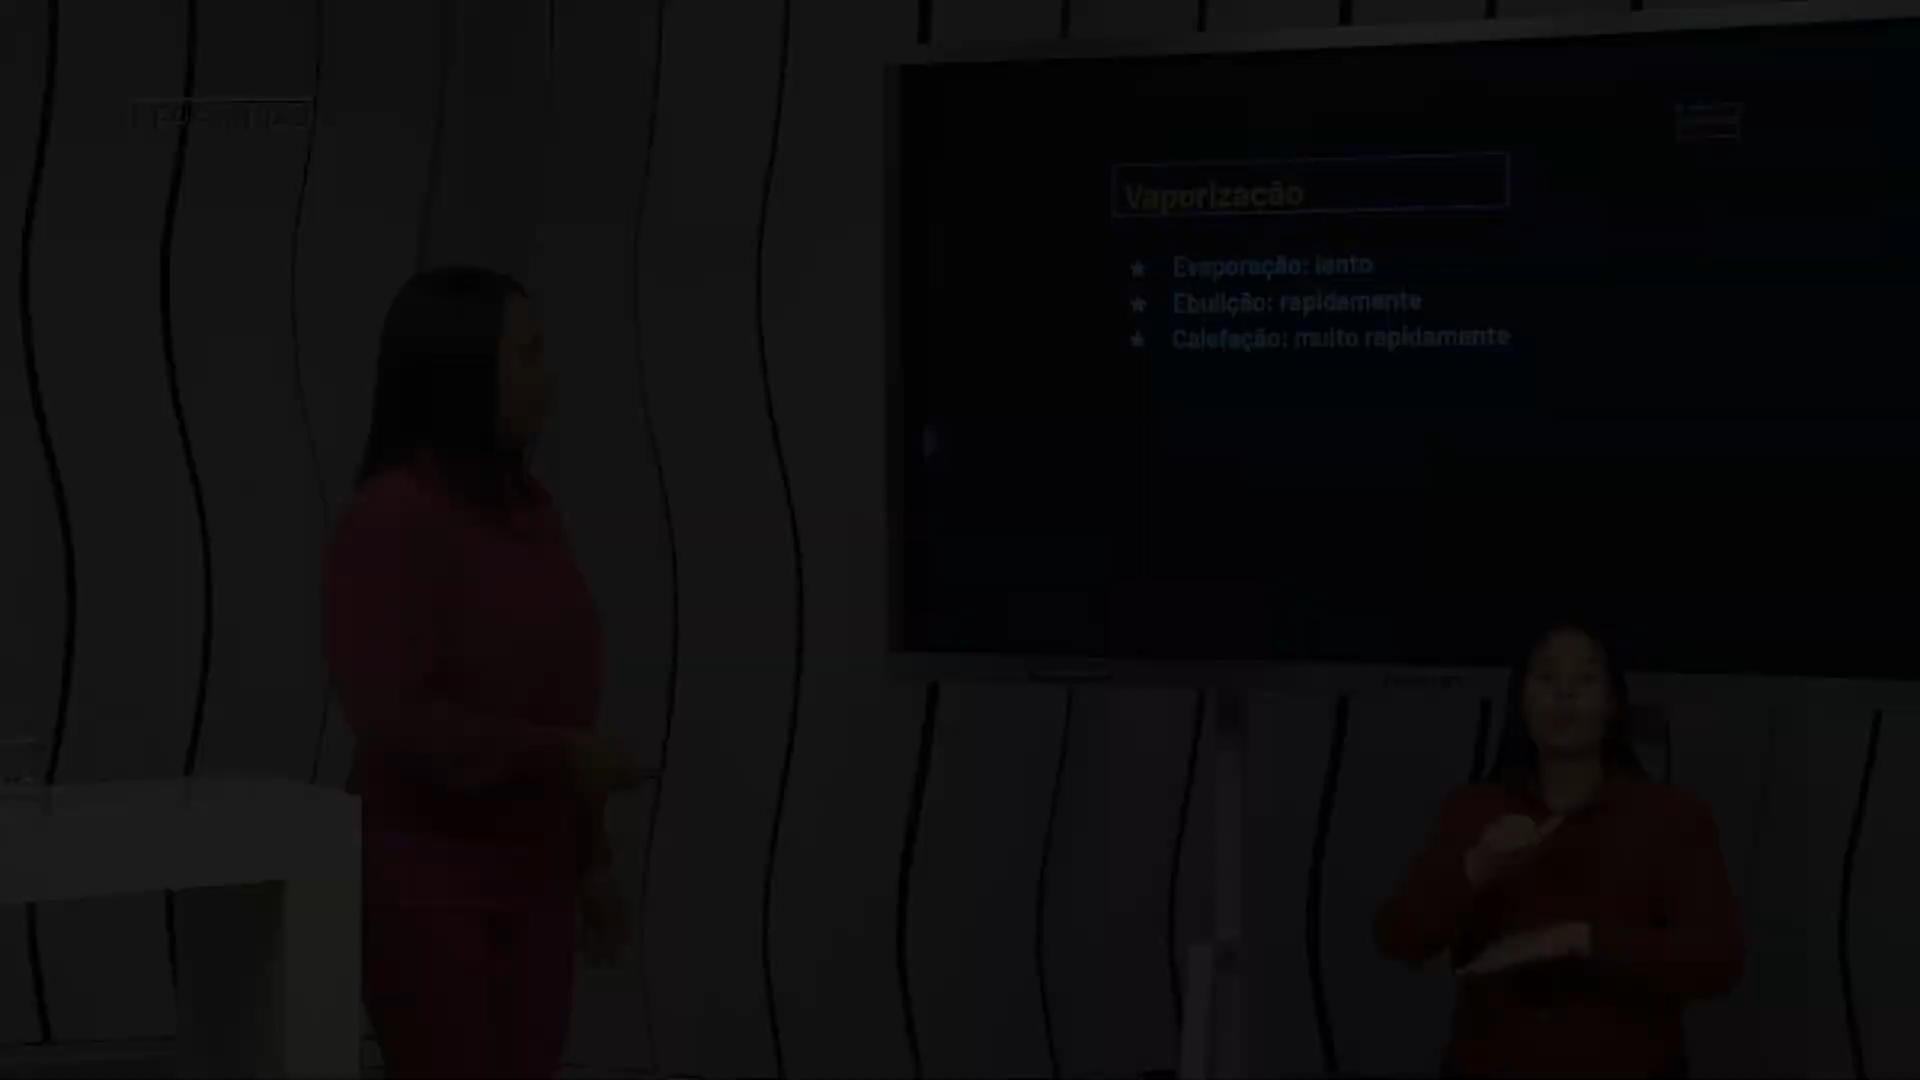 Vaporização
★ Evaporação: lento
★ Ebulição: rapidamente
★ Calefação: muito rapidamente